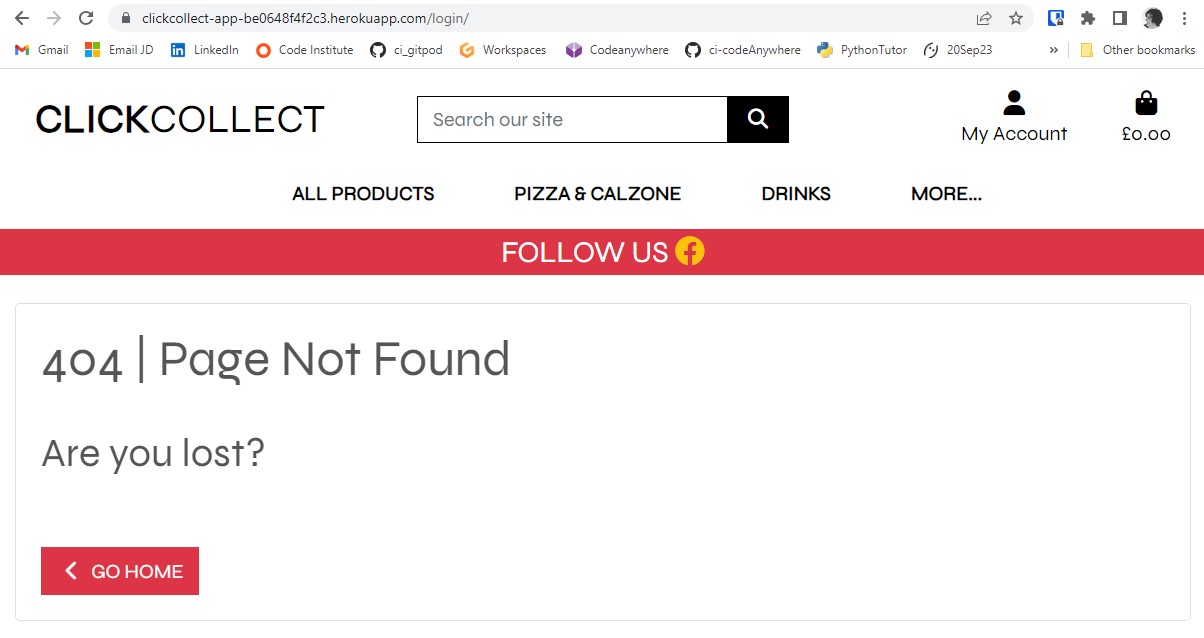 clickcollect-app-be0648f4f2c3.herokuapp.com/login/
Gmail Email JD LinkedIn Code Institute ci_gitpod Workspaces Codeanywhere ci-codeAnywhere PythonTutor 20Sep23 » Other bookmarks
CLICKCOLLECT
Search our site
My Account
£0.00
ALL PRODUCTS PIZZA & CALZONE DRINKS MORE...
FOLLOW US
404 | Page Not Found
Are you lost?
GO HOME